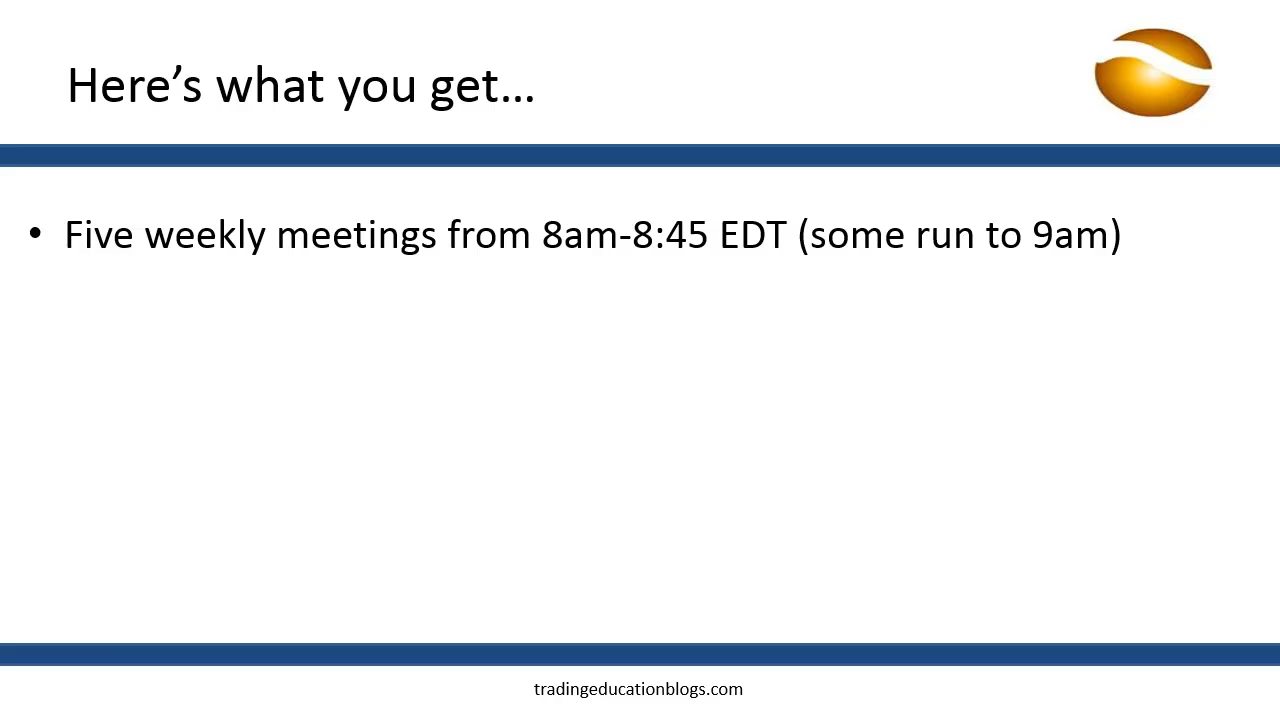 Here’s what you get…
• Five weekly meetings from 8am-8:45 EDT (some run to 9am)
tradingeducationblogs.com